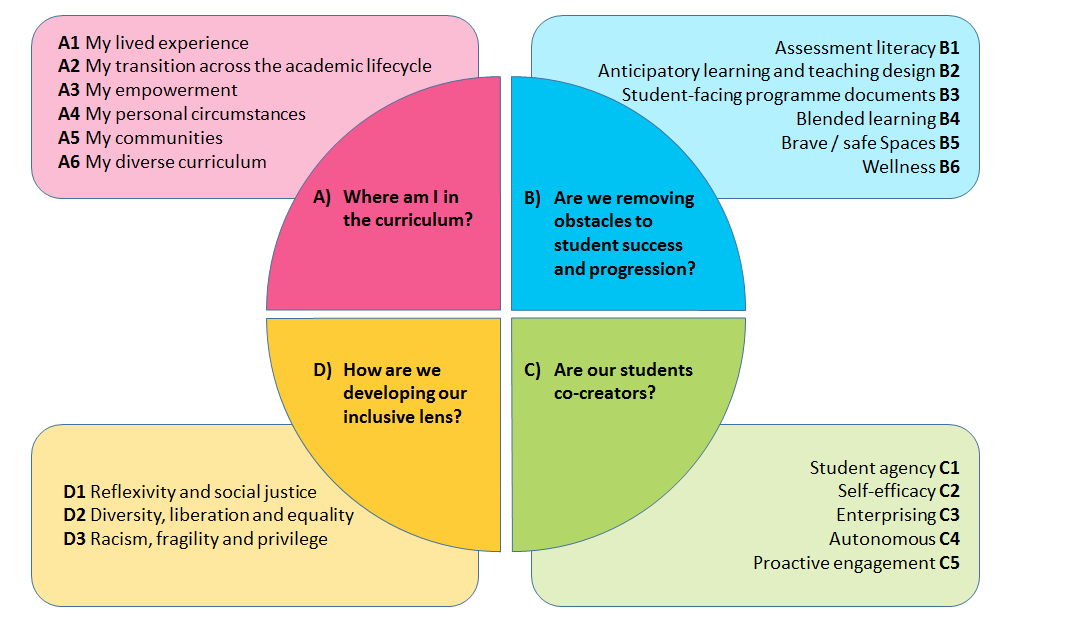 A1 My lived experience
A2 My transition across the academic lifecycle
A3 My empowerment
A4 My personal circumstances
A5 My communities
A6 My diverse curriculum
Assessment literacy B1
Anticipatory learning and teaching design B2
Student-facing programme documents B3
Blended learning B4
Brave / safe Spaces B5
Wellness B6
A) Where am I in
the curriculum?
B) Are we removing
obstacles to
student success
and progression?
D) How are we
developing our
inclusive lens?
C) Are our students
co-creators?
D1 Reflexivity and social justice
D2 Diversity, liberation and equality
D3 Racism, fragility and privilege
Student agency C1
Self-efficacy C2
Enterprising C3
Autonomous C4
Proactive engagement C5